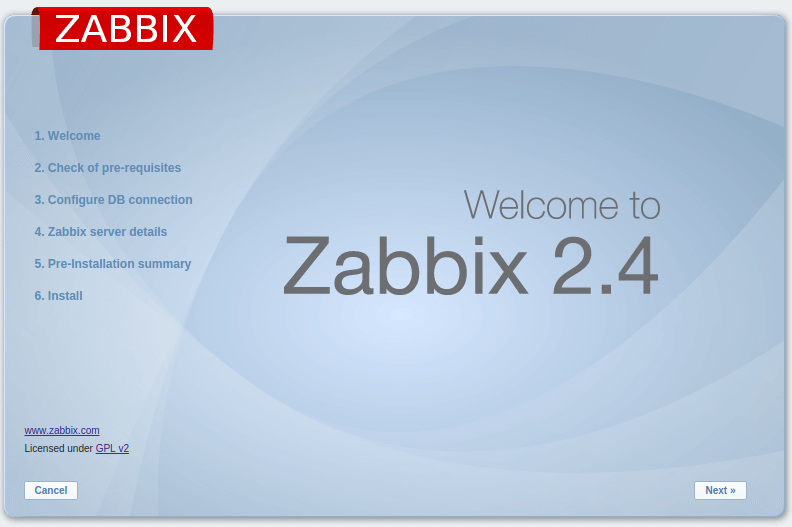 ZABBIX
1. Welcome
2. Check of pre-requisites
3. Configure DB connection
4. Zabbix server details
5. Pre-Installation summary
6. Install
Welcome to
Zabbix 2.4
www.zabbix.com
Licensed under GPL v2
Cancel
Next »